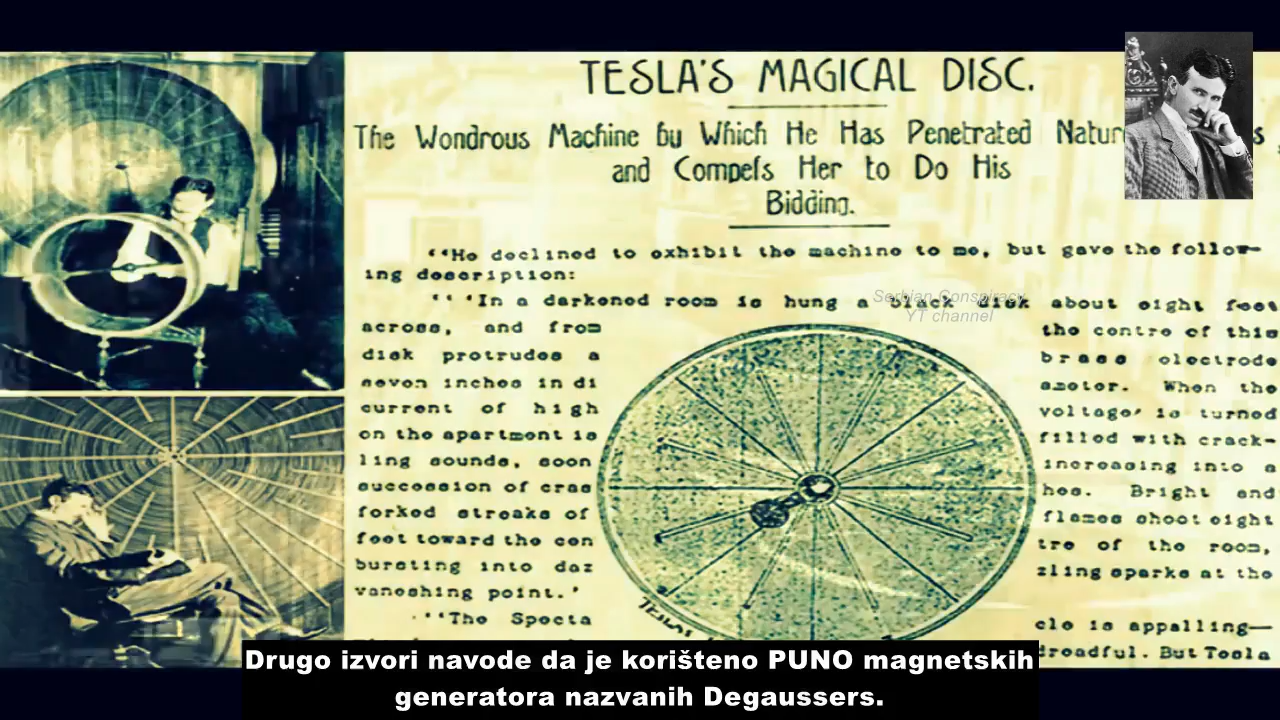 TESLA'S MAGICAL DISC.
The Wondrous Machine by Which He Has Penetrated
and Compels Her to Do His
Bidding.
“He declined to exhibit the machine to me, but gave the follow-
ing description:
“ ‘In a darkened room is hung a black disk about eight feet
across, and from the centre of this
disk protrudes a brass electrode
seven inches in di ameter. When the
current of high voltage is turned
on the apartment is filled with crack-
ling sounds, soon increasing into a
succession of cras hes. Bright and
forked streaks of flames shoot eight
feet toward the cen tre of the room,
bursting into daz zling sparks at the
vanoshing point.’
“The Specta cle is appalling—
dreadful. But Tesla
TESLA'S
Serbian Conspiracy
YT channel
Drugo izvori navode da je korišteno PUNO magnetskih
generatora nazvanih Degaussers.